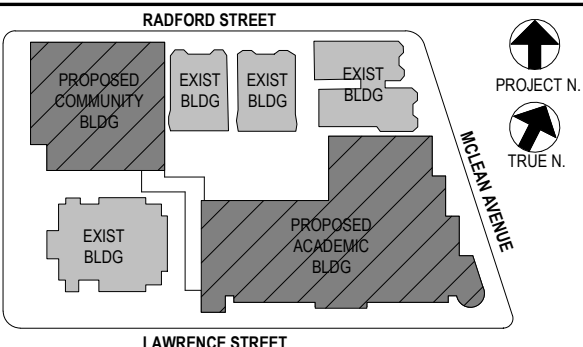 RADFORD STREET
PROPOSED
COMMUNITY
BLDG
EXIST
BLDG
EXIST
BLDG
EXIST
BLDG
PROJECT N.
TRUE N.
MCLEAN AVENUE
EXIST
BLDG
PROPOSED
ACADEMIC
BLDG
LAWRENCE STREET